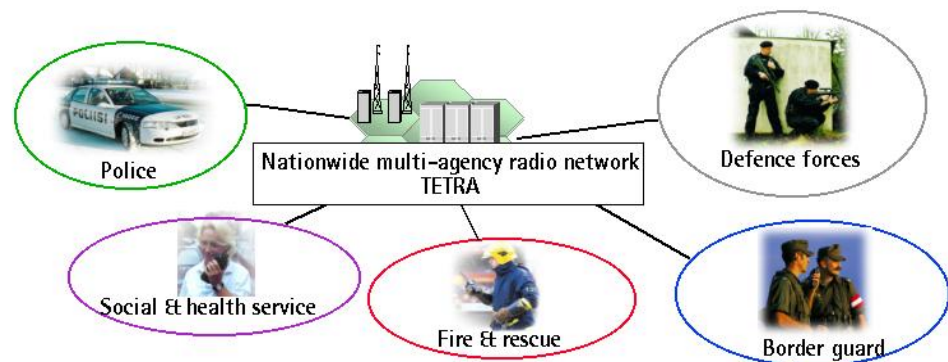 POLIISI
Police
Defence forces
Nationwide multi-agency radio network
TETRA
Social & health service
Fire & rescue
Border guard